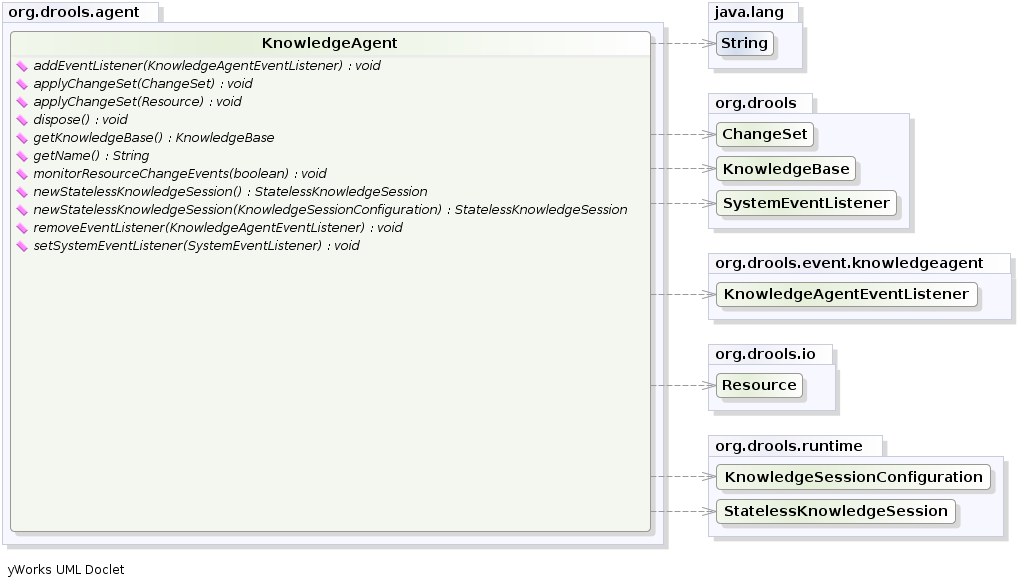 org.drools.agent
KnowledgeAgent
addEventListener(KnowledgeAgentEventListener) : void
applyChangeSet(ChangeSet) : void
applyChangeSet(Resource) : void
dispose() : void
getKnowledgeBase() : KnowledgeBase
getName() : String
monitorResourceChangeEvents(boolean) : void
newStatelessKnowledgeSession() : StatelessKnowledgeSession
newStatelessKnowledgeSession(KnowledgeSessionConfiguration) : StatelessKnowledgeSession
removeEventListener(KnowledgeAgentEventListener) : void
setSystemEventListener(SystemEventListener) : void
java.lang
String
org.drools
ChangeSet
KnowledgeBase
SystemEventListener
org.drools.event.knowledgeagent
KnowledgeAgentEventListener
org.drools.io
Resource
org.drools.runtime
KnowledgeSessionConfiguration
StatelessKnowledgeSession
yWorks UML Doclet